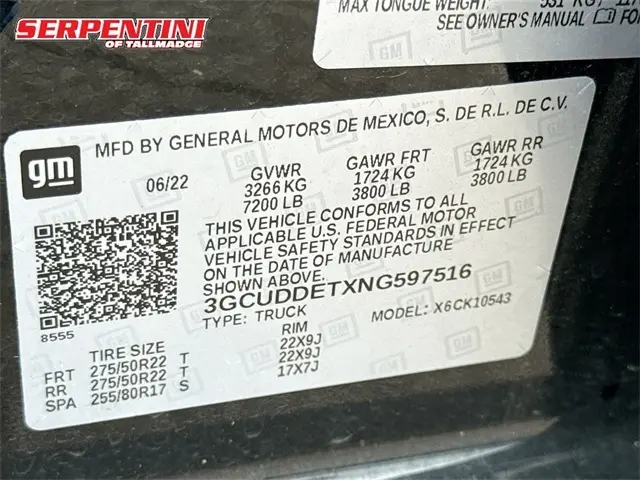 SERPENTINI
OF TALLMADGE
MAX TONGUE WEIGHT
SEE OWNER'S MANUAL
gm
MFD BY GENERAL MOTORS DE MEXICO, S. DE R.L. DE C.V.
06/22 GVWR GAWR FRT GAWR RR
3266 KG 1724 KG 1724 KG
7200 LB 3800 LB 3800 LB
THIS VEHICLE CONFORMS TO ALL
APPLICABLE U.S. FEDERAL MOTOR
VEHICLE SAFETY STANDARDS IN EFFECT
ON THE DATE OF MANUFACTURE
SHOWN ABOVE.
3GCUDDETXNG597516
TYPE: TRUCK MODEL: X6CK10543
8555
TIRE SIZE RIM
FRT 275/50R22 T 22X9J
RR 275/50R22 T 22X9J
SPA 255/80R17 S 17X7J